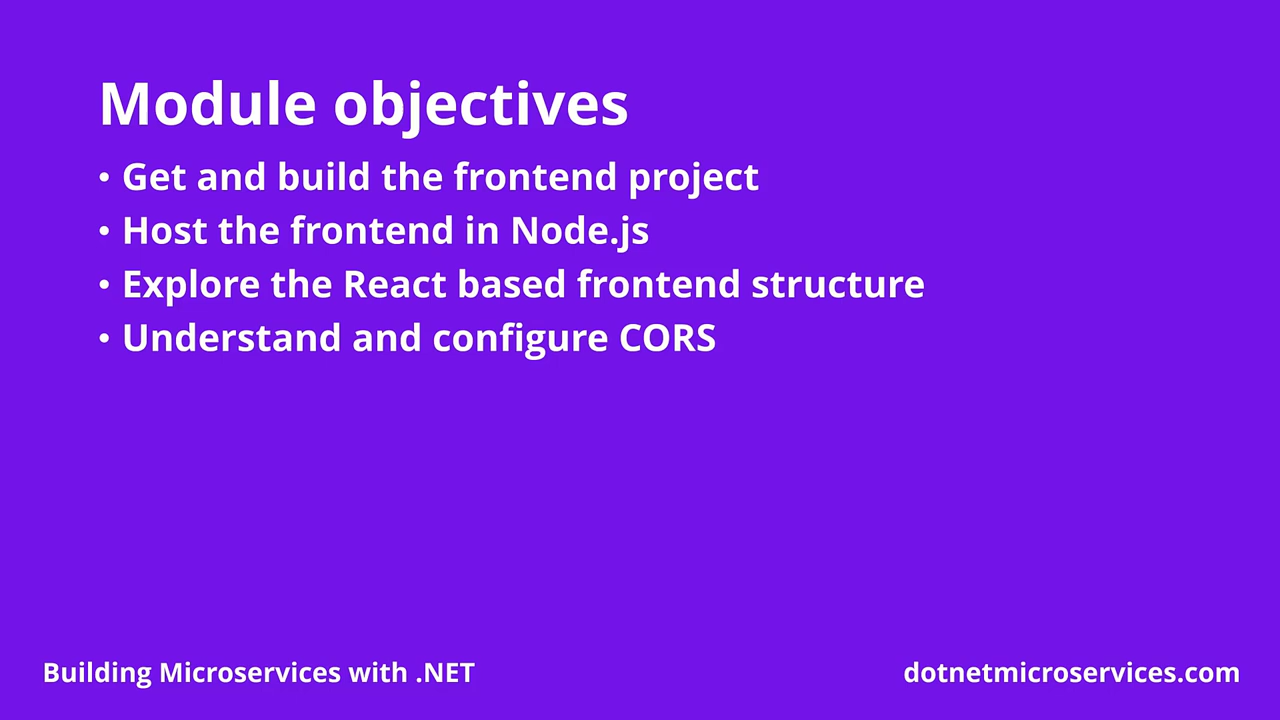 Module objectives
• Get and build the frontend project
• Host the frontend in Node.js
• Explore the React based frontend structure
• Understand and configure CORS
Building Microservices with .NET
dotnetmicroservices.com